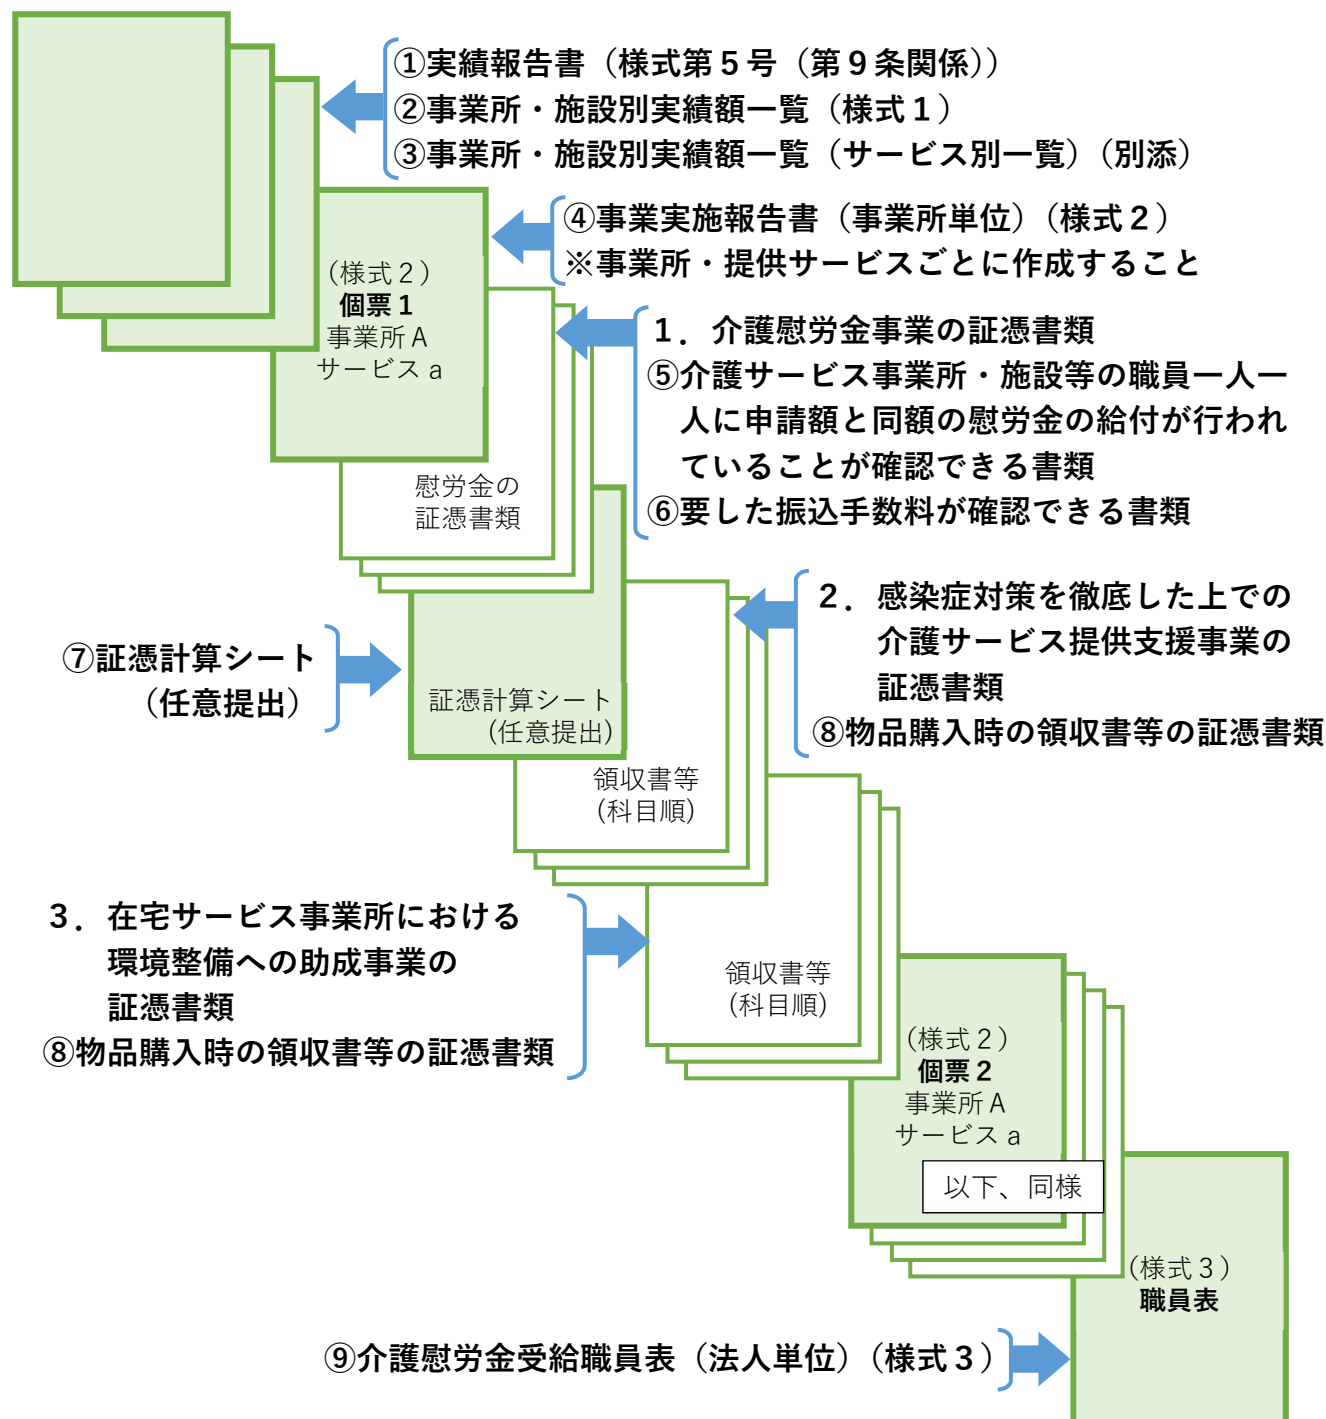 ①実績報告書（様式第５号（第９条関係））
②事業所・施設別実績額一覧（様式１）
③事業所・施設別実績額一覧（サービス別一覧）（別添）
④事業実施報告書（事業所単位）（様式２）
※事業所・提供サービスごとに作成すること
（様式２）
個票１
事業所Ａ
サービスａ
１．介護慰労金事業の証憑書類
⑤介護サービス事業所・施設等の職員一人一
人に申請額と同額の慰労金の給付が行われ
ていることが確認できる書類
⑥要した振込手数料が確認できる書類
慰労金の
証憑書類
２．感染症対策を徹底した上での
介護サービス提供支援事業の
証憑書類
⑧物品購入時の領収書等の証憑書類
⑦証憑計算シート
（任意提出）
証憑計算シート
（任意提出）
領収書等
（科目順）
３．在宅サービス事業所における
環境整備への助成事業の
証憑書類
⑧物品購入時の領収書等の証憑書類
領収書等
（科目順）
（様式２）
個票２
事業所Ａ
サービスａ
以下、同様
（様式３）
職員表
⑨介護慰労金受給職員表（法人単位）（様式３）